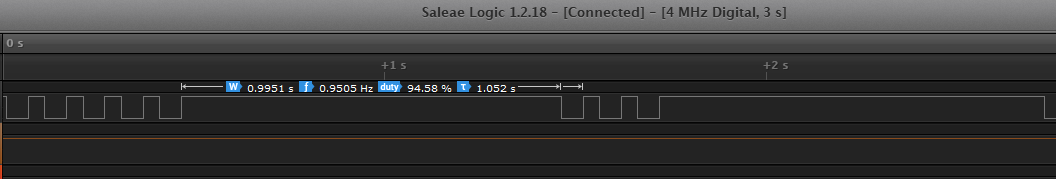 Saleae Logic 1.2.18 – [Connected] – [4 MHz Digital, 3 s]
0 s
+1 s +2 s
W 0.9951 s f 0.9505 Hz duty 94.58 % T 1.052 s